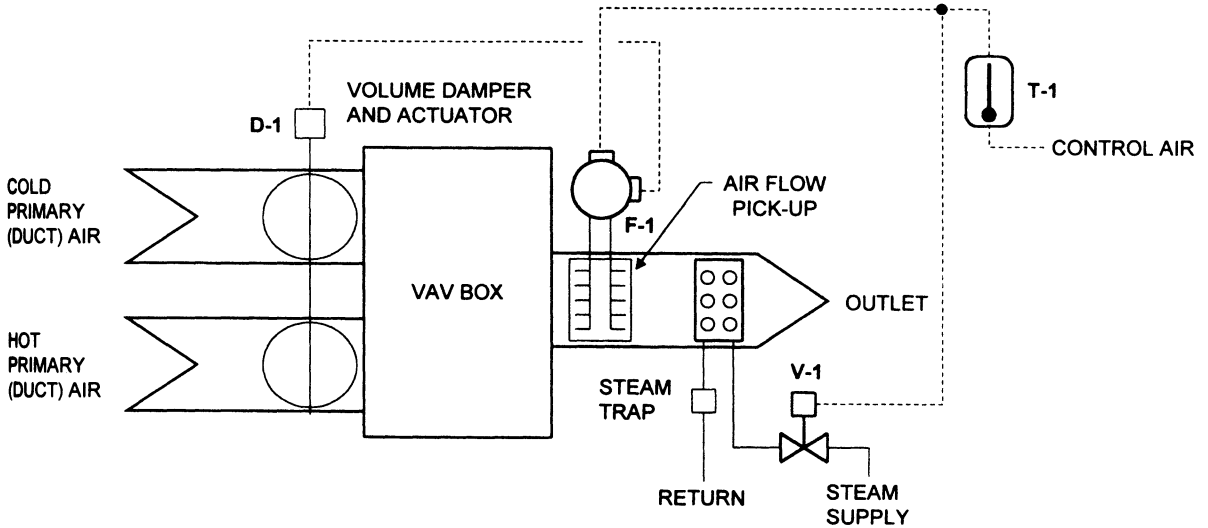 VOLUME DAMPER
AND ACTUATOR
D-1
T-1
CONTROL AIR
COLD
PRIMARY
(DUCT) AIR
AIR FLOW
PICK-UP
F-1
VAV BOX
OUTLET
HOT
PRIMARY
(DUCT) AIR
STEAM
TRAP
V-1
RETURN
STEAM
SUPPLY